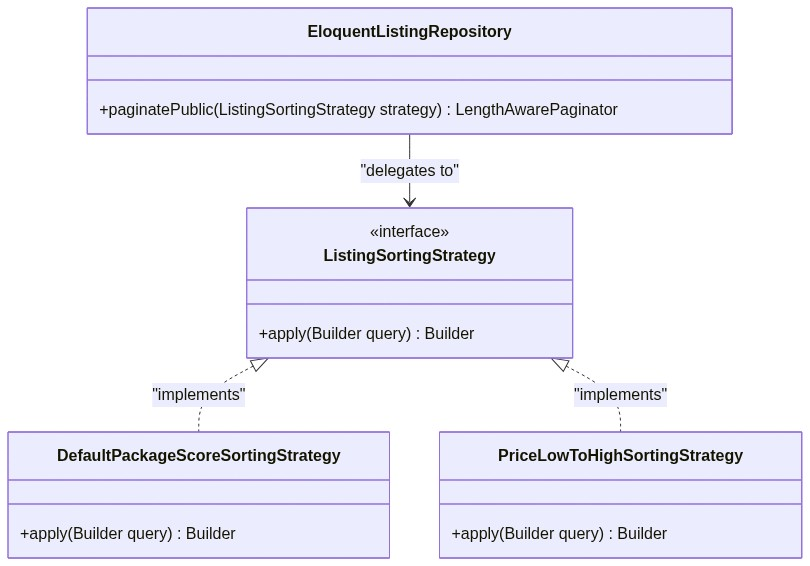 EloquentListingRepository
+paginatePublic(ListingSortingStrategy strategy) : LengthAwarePaginator
"delegates to"
«interface»
ListingSortingStrategy
+apply(Builder query) : Builder
"implements"
"implements"
DefaultPackageScoreSortingStrategy
+apply(Builder query) : Builder
PriceLowToHighSortingStrategy
+apply(Builder query) : Builder